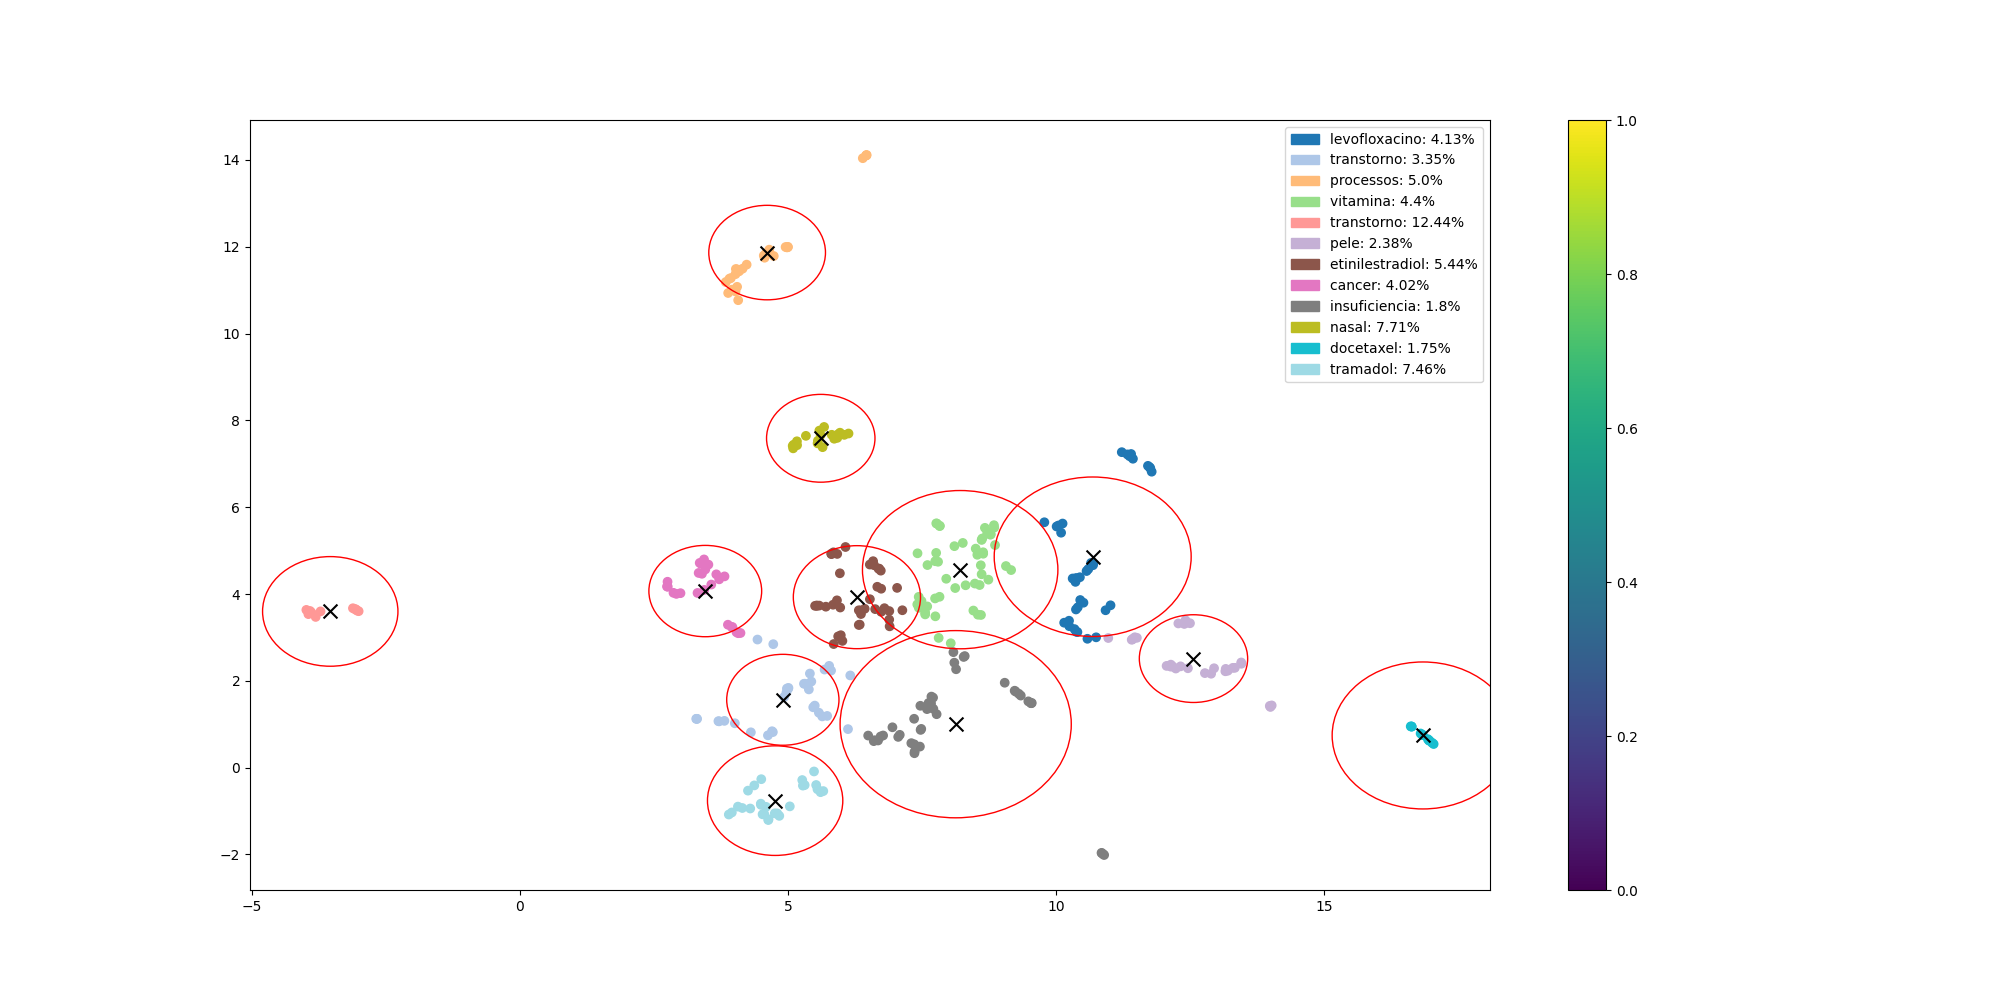 levofloxacino: 4.13%
transtorno: 3.35%
processos: 5.0%
vitamina: 4.4%
transtorno: 12.44%
pele: 2.38%
etinilestradiol: 5.44%
cancer: 4.02%
insuficiencia: 1.8%
nasal: 7.71%
docetaxel: 1.75%
tramadol: 7.46%
14
12
10
8
6
4
2
0
−2
−5
0
5
10
15
1.0
0.8
0.6
0.4
0.2
0.0